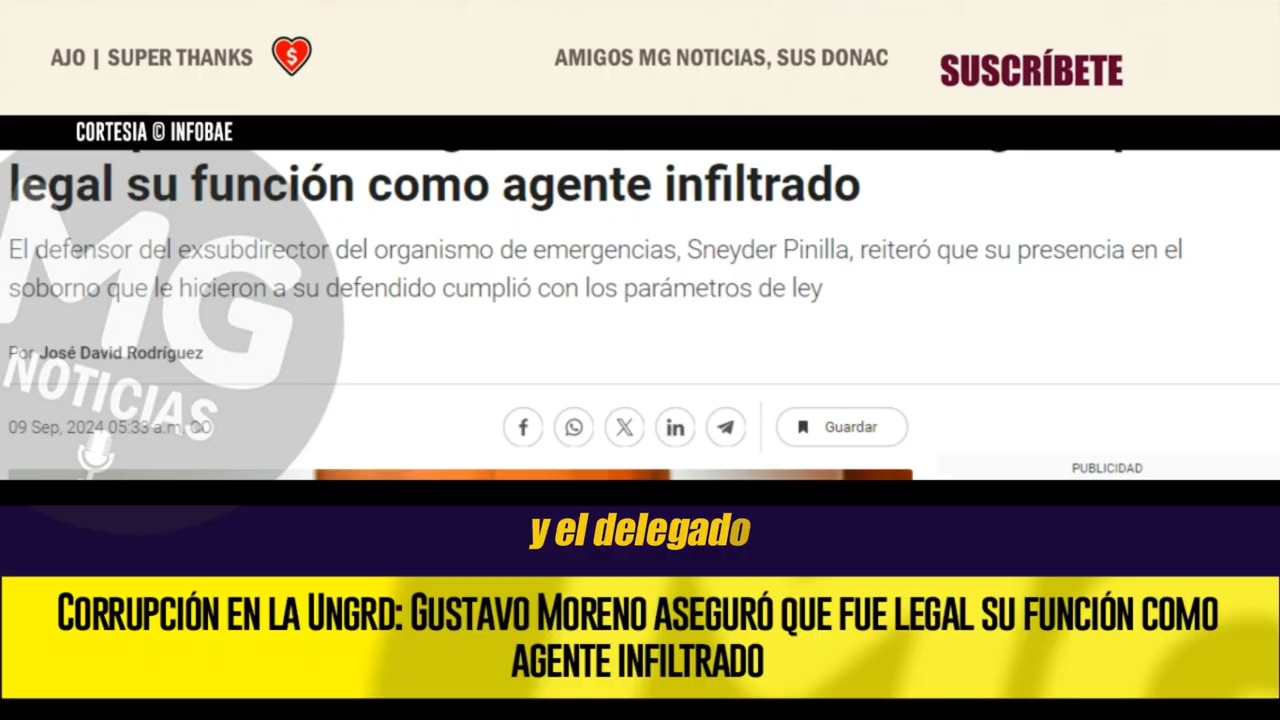 AJO | SUPER THANKS
AMIGOS MG NOTICIAS, SUS DONAC
SUSCRÍBETE
CORTESIA © INFOBAE
legal su función como agente infiltrado
El defensor del exsubdirector del organismo de emergencias, Sneyder Pinilla, reiteró que su presencia en el
soborno que le hicieron a su defendido cumplió con los parámetros de ley
Por José David Rodríguez
09 Sep, 2024 05:33 a.m. CO
Guardar
PUBLICIDAD
MG
NOTICIAS
y el delegado
CORRUPCIÓN EN LA UNGRD: GUSTAVO MORENO ASEGURÓ QUE FUE LEGAL SU FUNCIÓN COMO
AGENTE INFILTRADO